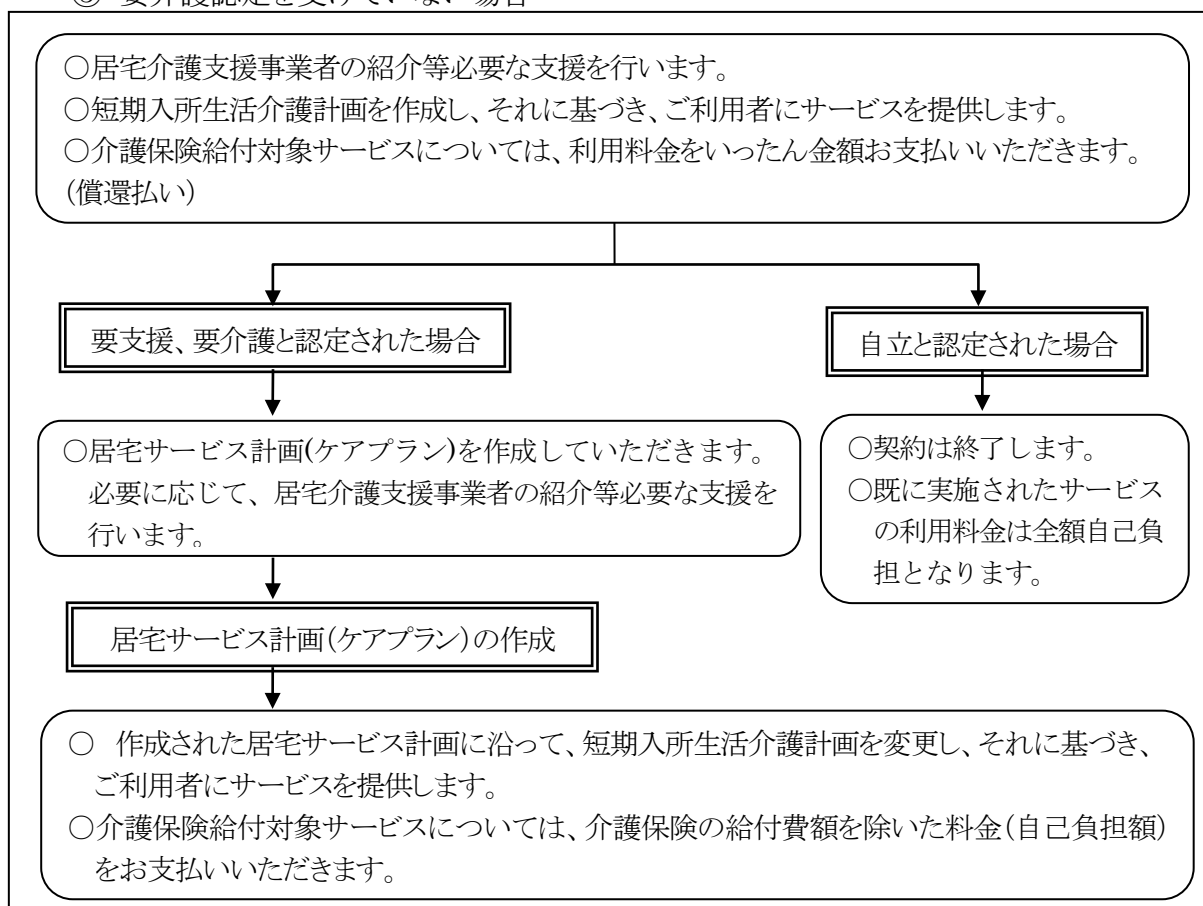 要介護認定を受けていない場合
○居宅介護支援事業者の紹介等必要な支援を行います。
○短期入所生活介護計画を作成し、それに基づき、ご利用者にサービスを提供します。
○介護保険給付対象サービスについては、利用料金をいったん金額お支払いいただきます。
(償還払い)
要支援、要介護と認定された場合
自立と認定された場合
○居宅サービス計画(ケアプラン)を作成していただきます。
必要に応じて、居宅介護支援事業者の紹介等必要な支援を
行います。
○契約は終了します。
○既に実施されたサービス
の利用料金は全額自己負
担となります。
居宅サービス計画(ケアプラン)の作成
○ 作成された居宅サービス計画に沿って、短期入所生活介護計画を変更し、それに基づき、
ご利用者にサービスを提供します。
○介護保険給付対象サービスについては、介護保険の給付費額を除いた料金(自己負担額)
をお支払いいただきます。